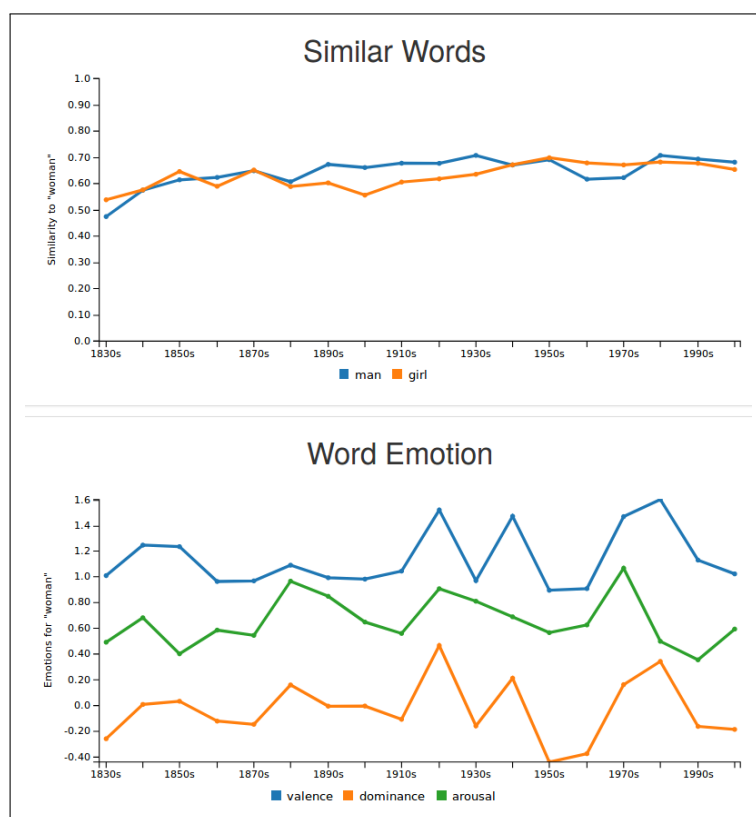 Similar Words
Similarity to "woman"
1.0
0.90
0.80
0.70
0.60
0.50
0.40
0.30
0.20
0.10
0.0
1830s 1850s 1870s 1890s 1910s 1930s 1950s 1970s 1990s
man girl
Word Emotion
Emotions for "woman"
1.6
1.4
1.2
1.0
0.80
0.60
0.40
0.20
0.0
-0.20
-0.40
1830s 1850s 1870s 1890s 1910s 1930s 1950s 1970s 1990s
valence dominance arousal